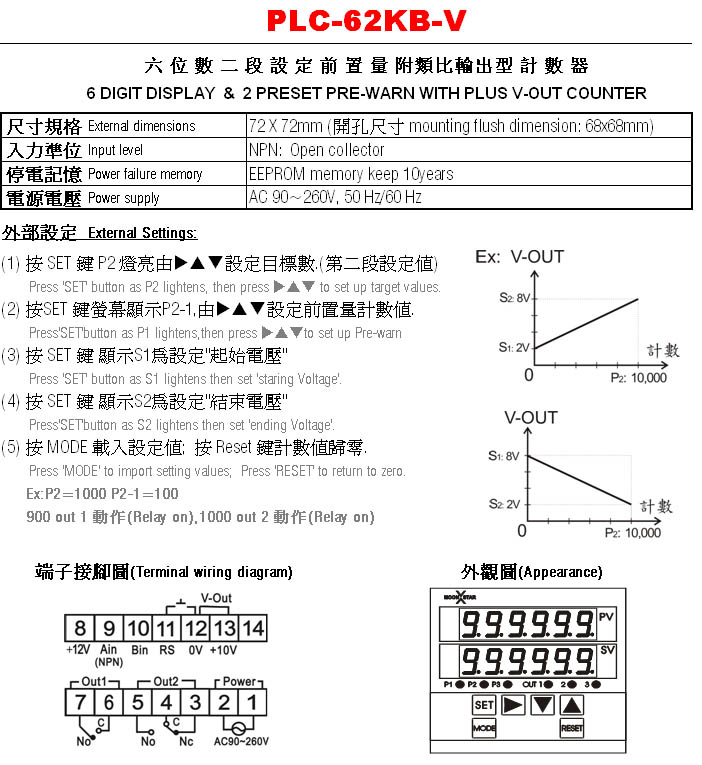 PLC-62KB-V
六位數二段設定前置量附類比輸出型計數器
6 DIGIT DISPLAY & 2 PRESET PRE-WARN WITH PLUS V-OUT COUNTER
尺寸規格 External dimensions 72 X 72mm (開孔尺寸 mounting flush dimension: 68x68mm)
入力準位 Input level NPN: Open collector
停電記憶 Power failure memory EEPROM memory keep 10years
電源電壓 Power supply AC 90~260V, 50 Hz/60 Hz
外部設定 External Settings:
(1) 按 SET 鍵 P2 燈亮由▶▲▼設定目標數.(第二段設定值)
Press 'SET' button as P2 lightens, then press ▶▲▼ to set up target values.
(2) 按SET 鍵螢幕顯示P2-1,由▶▲▼設定前置量計數值.
Press'SET'button as P1 lightens,then press ▶▲▼to set up Pre-warn
(3) 按 SET 鍵 顯示S1為設定"起始電壓"
Press 'SET' button as S1 lightens then set 'staring Voltage'.
(4) 按 SET 鍵 顯示S2為設定"結束電壓"
Press'SET'button as S2 lightens then set 'ending Voltage'.
(5) 按 MODE 載入設定值; 按 Reset 鍵計數值歸零.
Press 'MODE' to import setting values; Press 'RESET' to return to zero.
Ex:P2=1000 P2-1=100
900 out 1 動作(Relay on),1000 out 2 動作(Relay on)
Ex: V-OUT
S2: 8V
S1: 2V
計數
0 P2: 10,000
V-OUT
S1: 8V
S2: 2V
計數
0 P2: 10,000
端子接腳圖(Terminal wiring diagram)
V-Out
8 9 10 11 12 13 14
+12V Ain Bin RS 0V +10V
(NPN)
Out1 Out2 Power
7 6 5 4 3 2 1
C C
No No Nc AC90~260V
外觀圖(Appearance)
MOON STAR
9.9.9.9.9.9. PV
9.9.9.9.9.9. SV
P1 P2 P3 OUT 1 2 3
SET ▶ ▼ ▲
MODE RESET